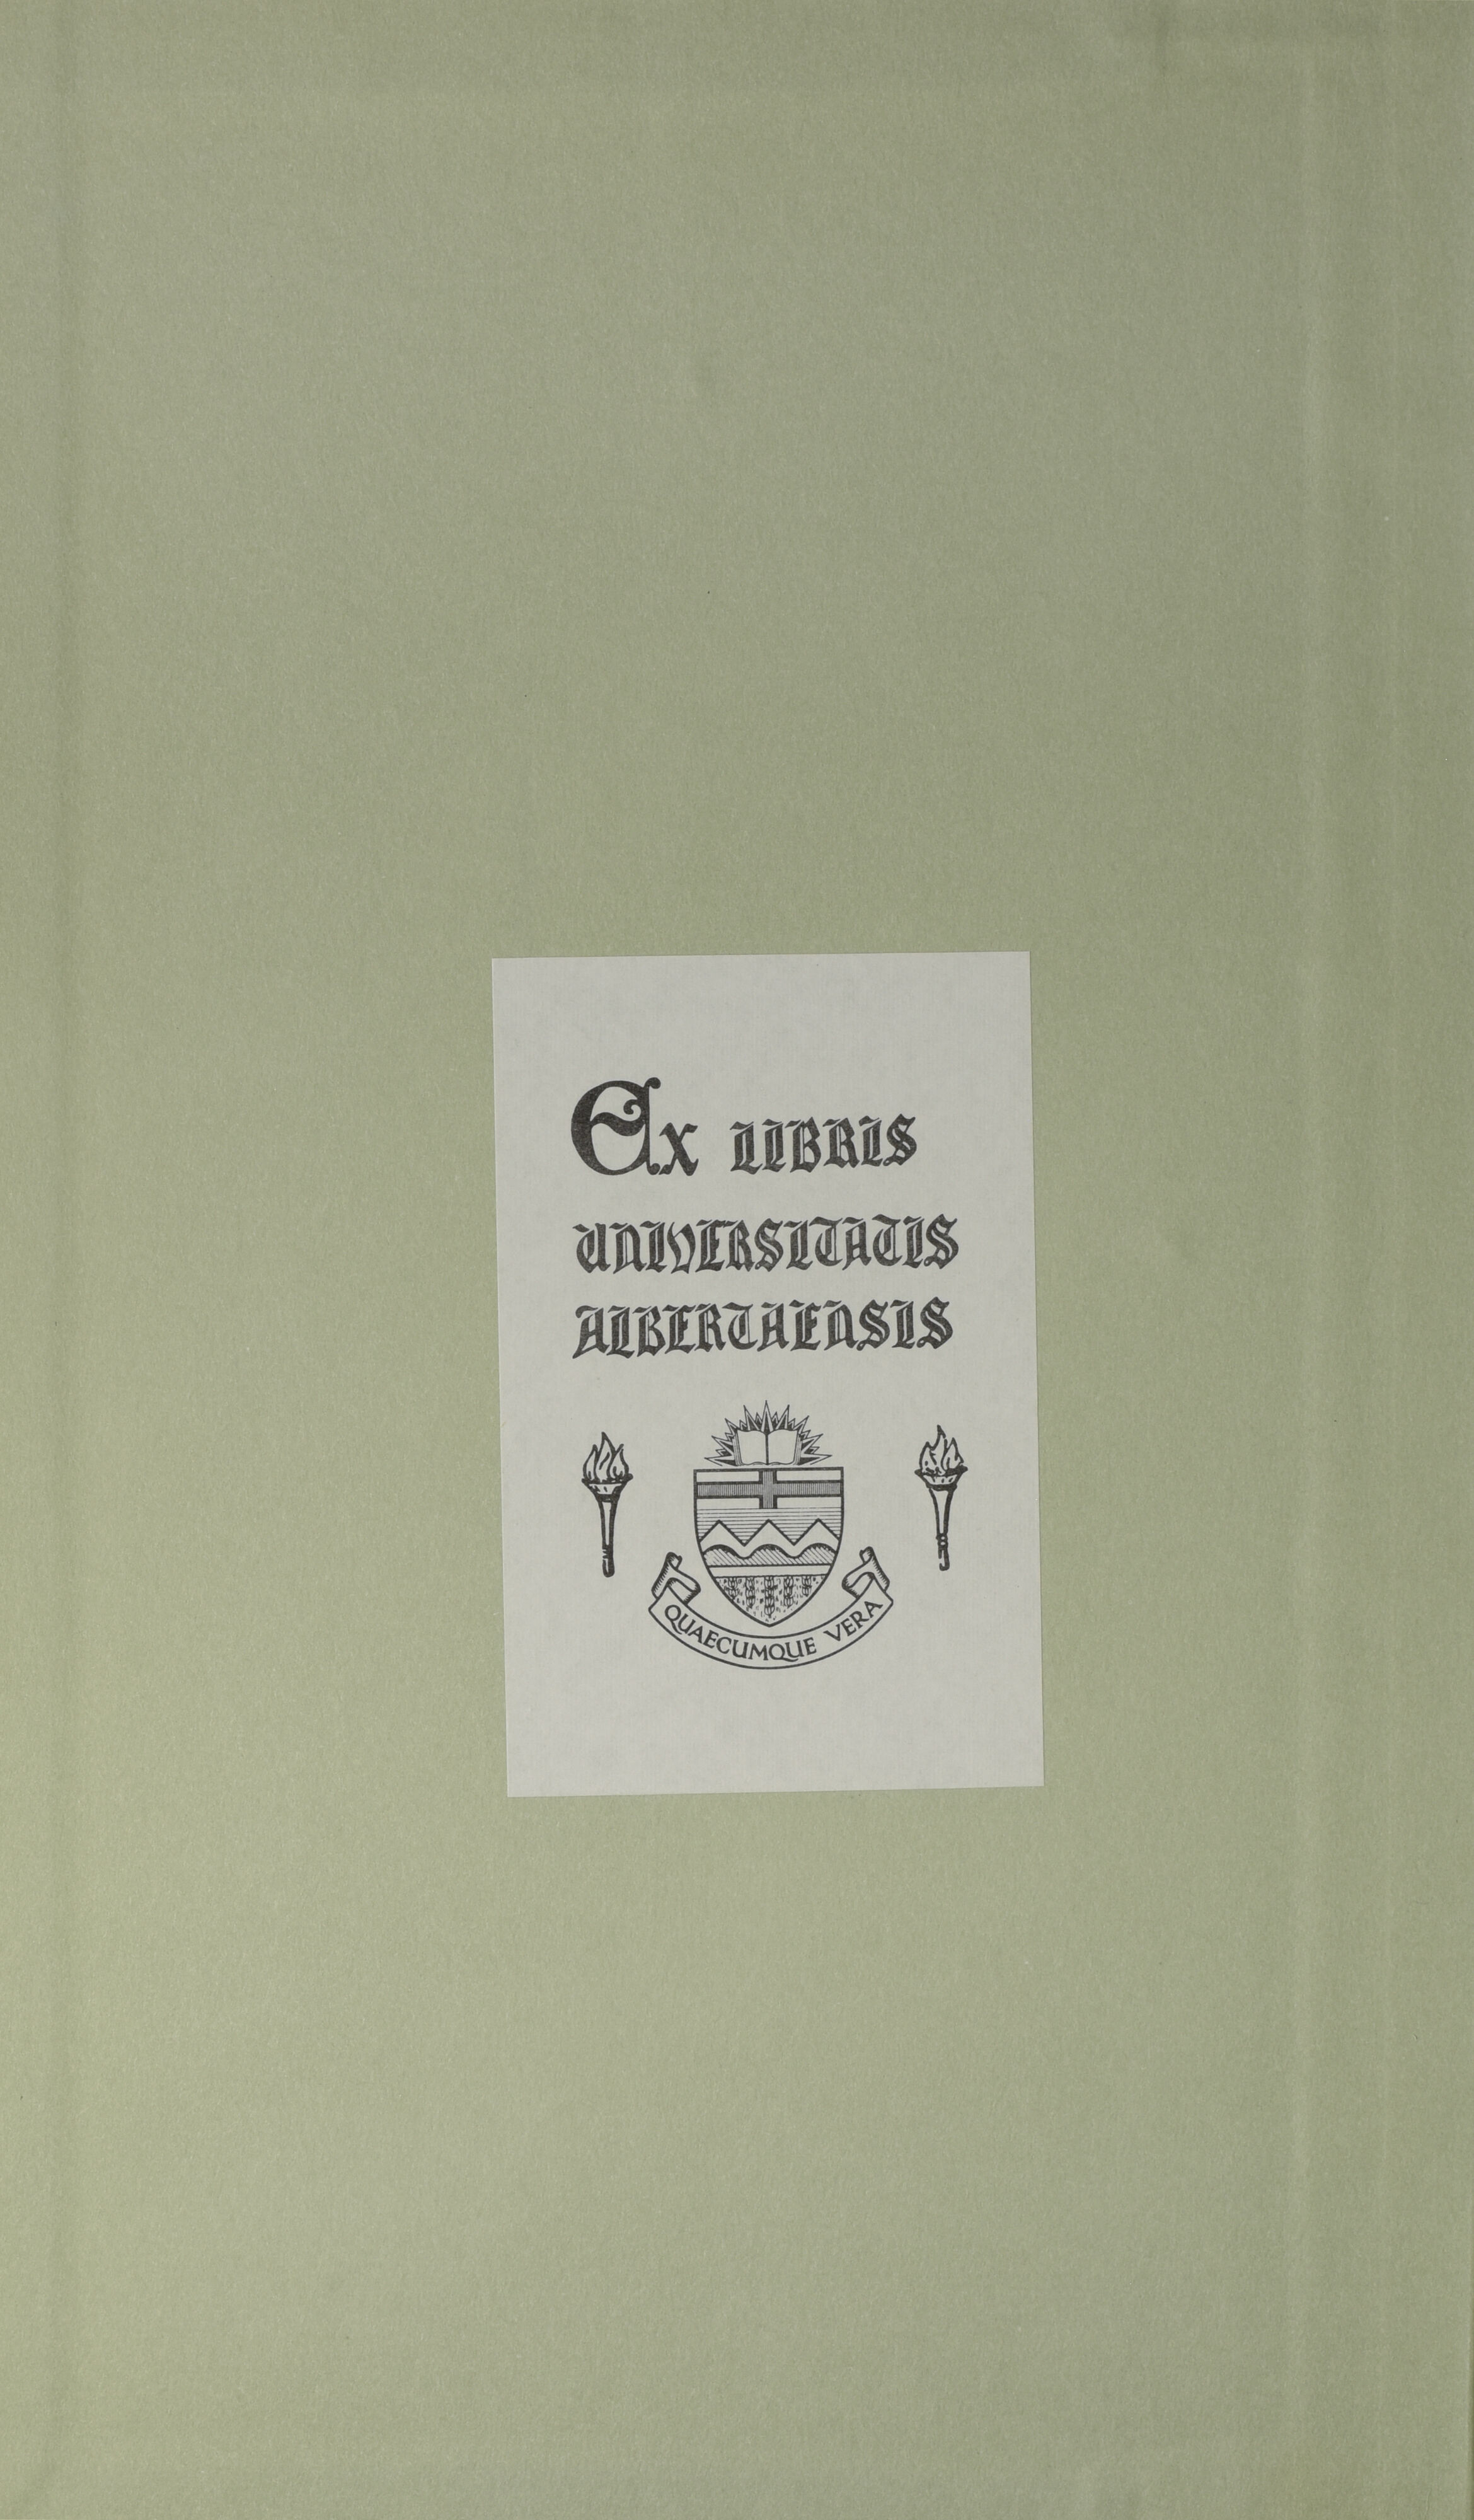 Ex LIBRIS
UNIVERSITATIS
ALBERTAENSIS
QUAECUMQUE VERA